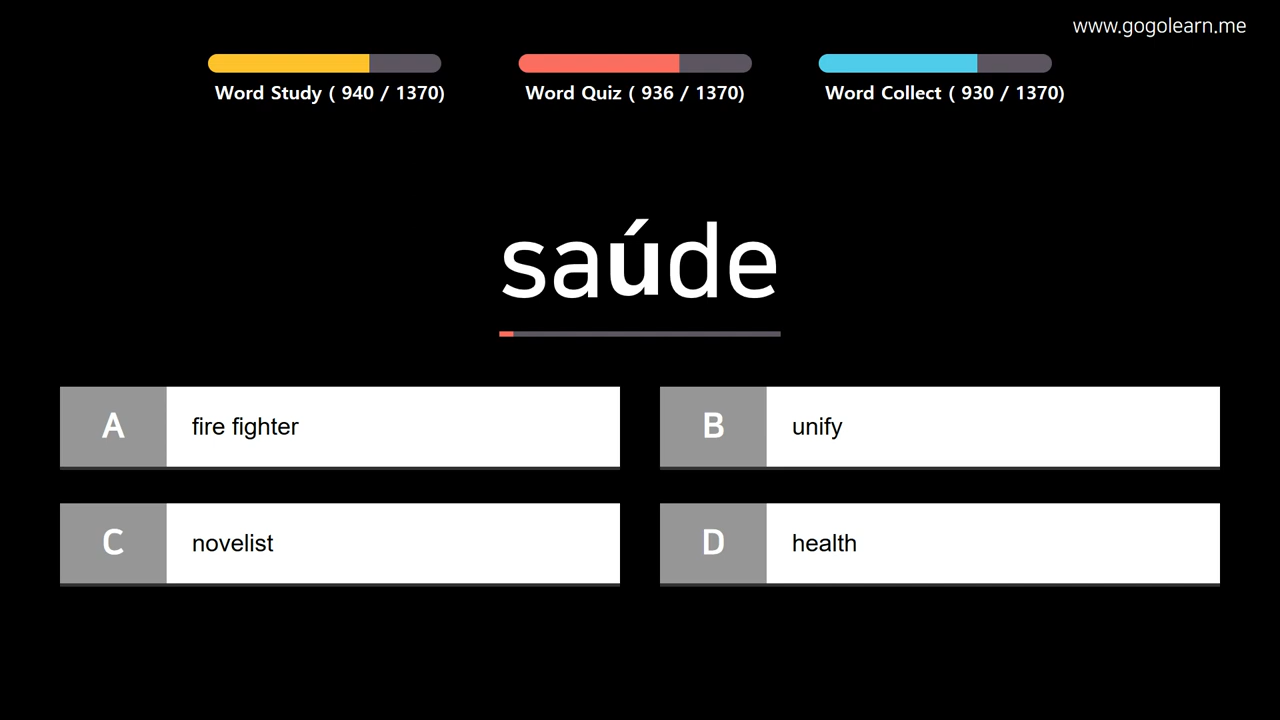 www.gogolearn.me
Word Study ( 940 / 1370)
Word Quiz ( 936 / 1370)
Word Collect ( 930 / 1370)
saúde
A fire fighter
B unify
C novelist
D health